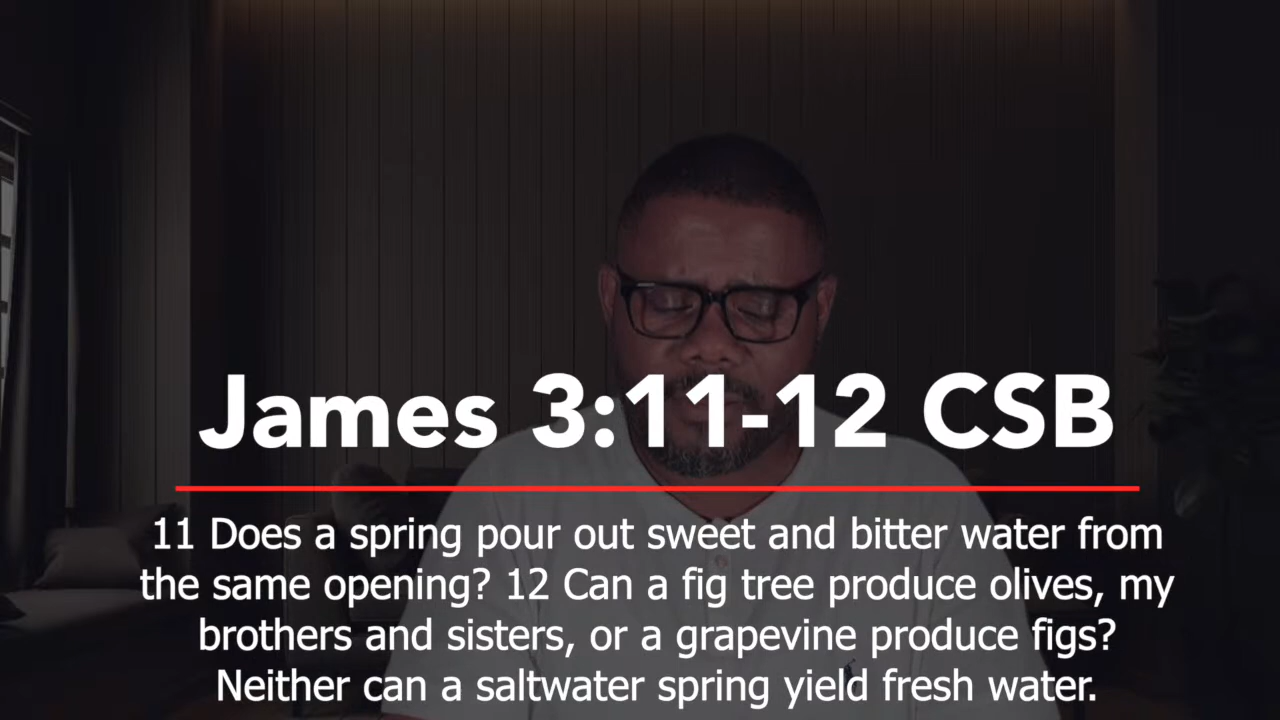 James 3:11-12 CSB
11 Does a spring pour out sweet and bitter water from
the same opening? 12 Can a fig tree produce olives, my
brothers and sisters, or a grapevine produce figs?
Neither can a saltwater spring yield fresh water.